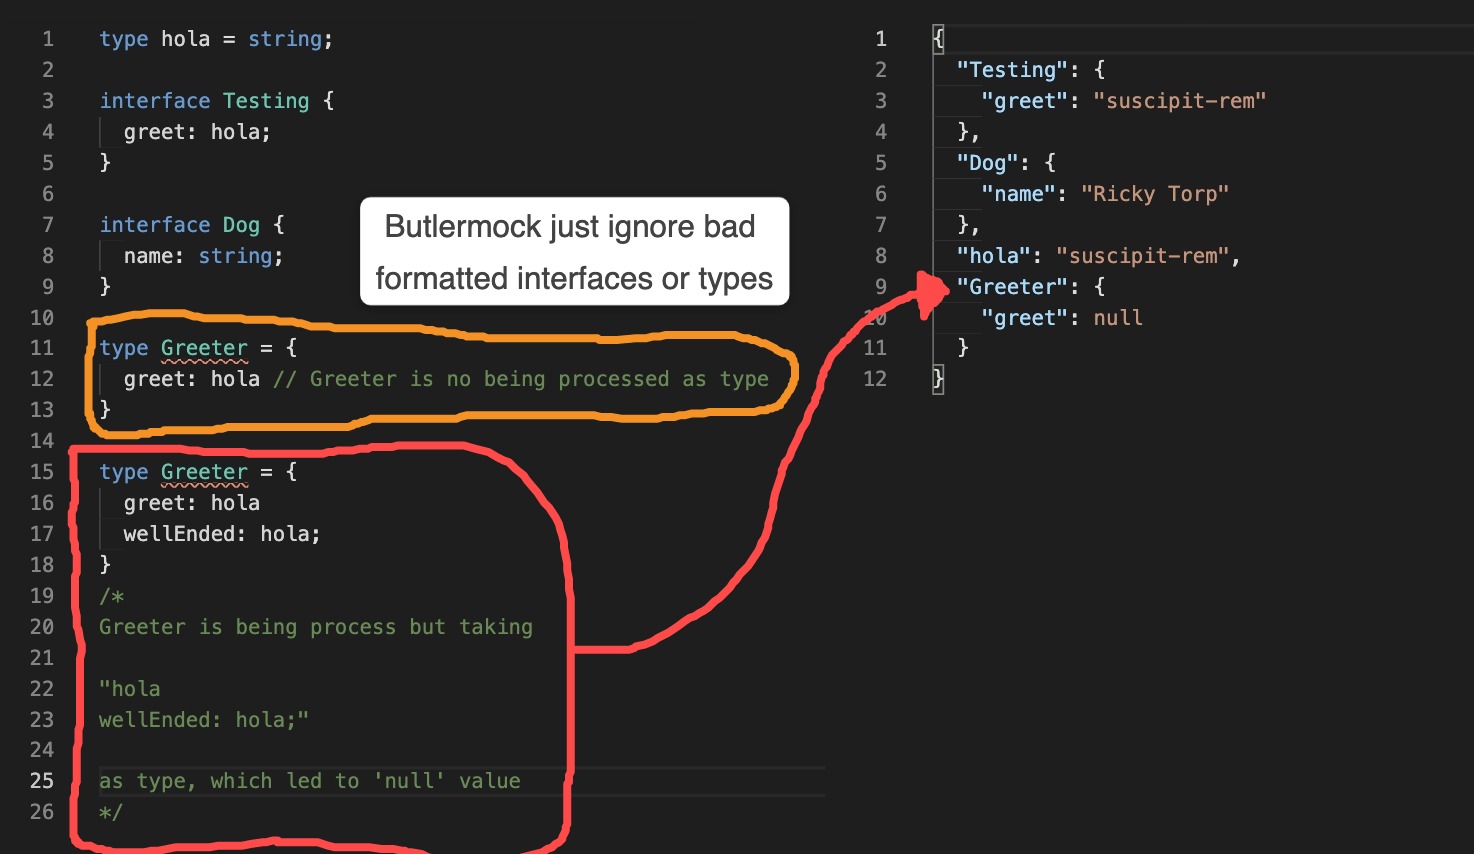 1 type hola = string;
2
3 interface Testing {
4 greet: hola;
5 }
6
7 interface Dog {
8 name: string;
9 }
10
11 type Greeter = {
12 greet: hola // Greeter is no being processed as type
13 }
14
15 type Greeter = {
16 greet: hola
17 wellEnded: hola;
18 }
19 /*
20 Greeter is being process but taking
21
22 "hola
23 wellEnded: hola;"
24
25 as type, which led to 'null' value
26 */
Butlermock just ignore bad
formatted interfaces or types
1 {
2 "Testing": {
3 "greet": "suscipit-rem"
4 },
5 "Dog": {
6 "name": "Ricky Torp"
7 },
8 "hola": "suscipit-rem",
9 "Greeter": {
10 "greet": null
11 }
12 }